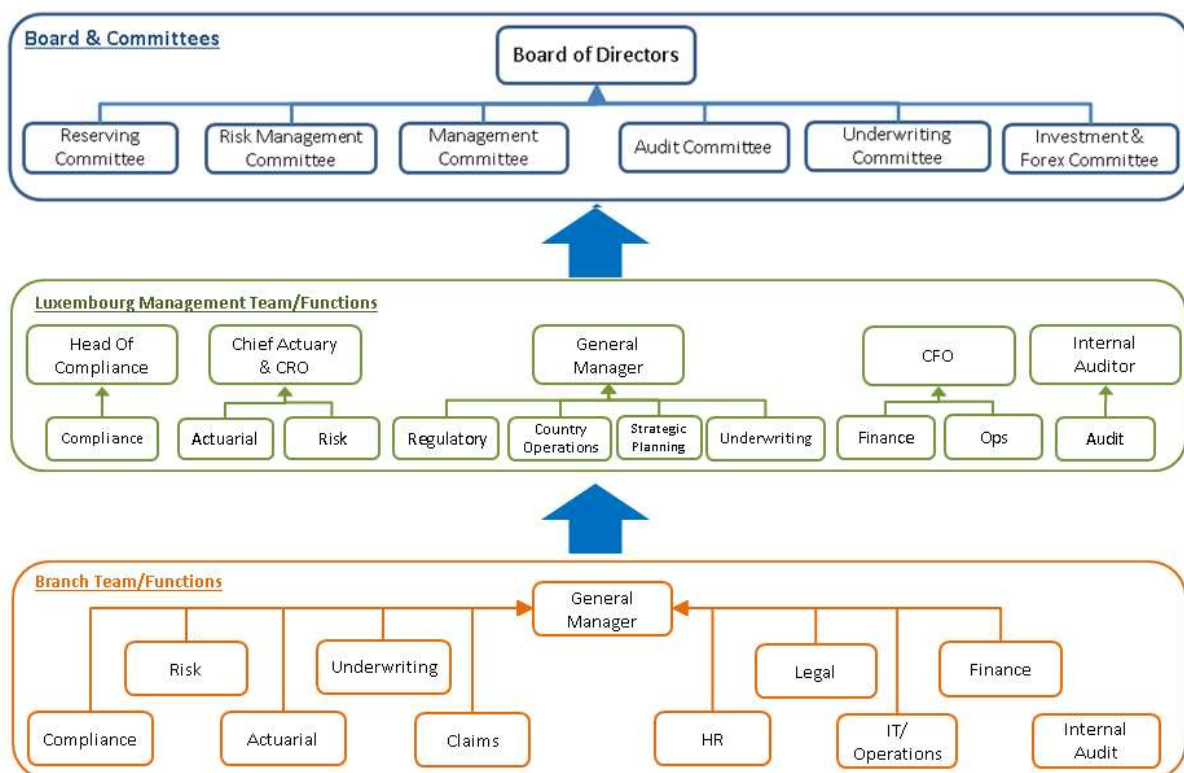 Board & Committees
Board of Directors
Reserving
Committee
Risk Management
Committee
Management
Committee
Audit Committee
Underwriting
Committee
Investment &
Forex Committee
Luxembourg Management Team/Functions
Head Of
Compliance
Chief Actuary
& CRO
General
Manager
CFO
Internal
Auditor
Compliance
Actuarial
Risk
Regulatory
Country
Operations
Strategic
Planning
Underwriting
Finance
Ops
Audit
Branch Team/Functions
General
Manager
Risk
Underwriting
Legal
Finance
Compliance
Actuarial
Claims
HR
IT/
Operations
Internal
Audit